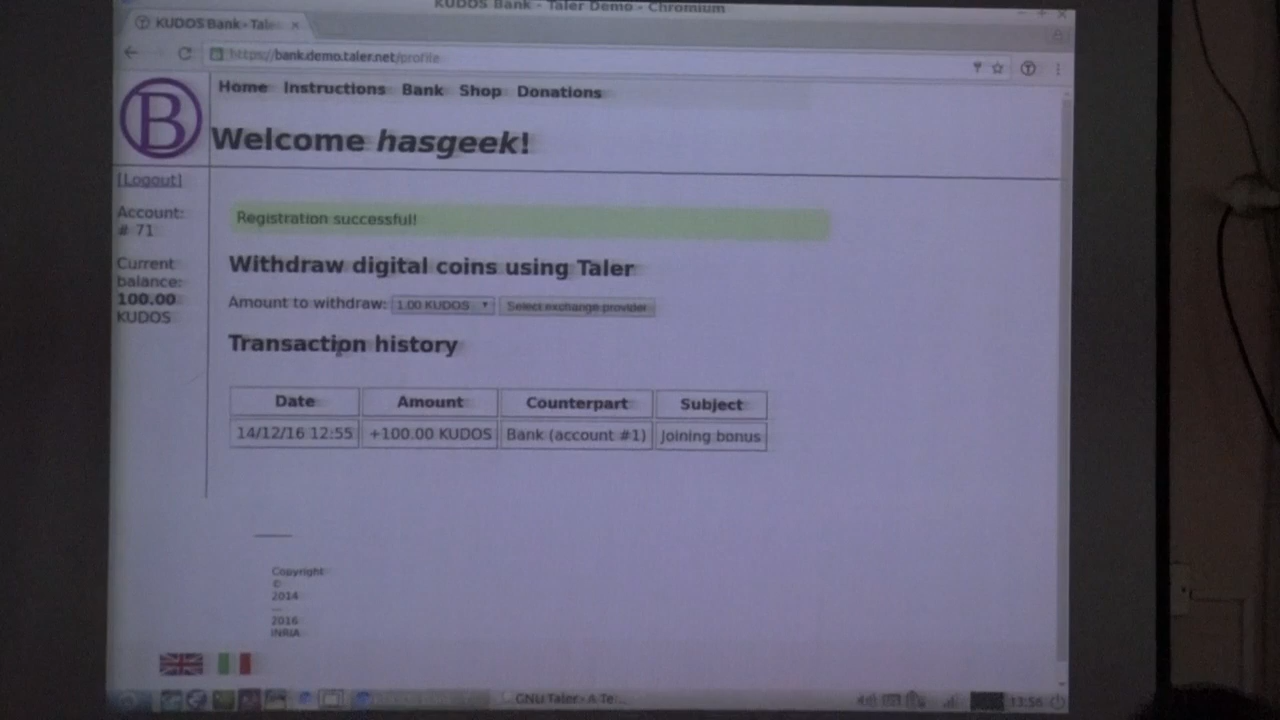 KUDOS Bank - Taler Demo - Chromium
KUDOS Bank - Tale
https://bank.demo.taler.net/profile
B
Home Instructions Bank Shop Donations
Welcome hasgeek!
[Logout]
Account:
# 71
Current
balance:
100.00
KUDOS
Registration successful!
Withdraw digital coins using Taler
Amount to withdraw: 1.00 KUDOS Select exchange provider
Transaction history
Date Amount Counterpart Subject
14/12/16 12:55 +100.00 KUDOS Bank (account #1) Joining bonus
Copyright
©
2014
—
2016
INRIA
GNU Taler - A Te...